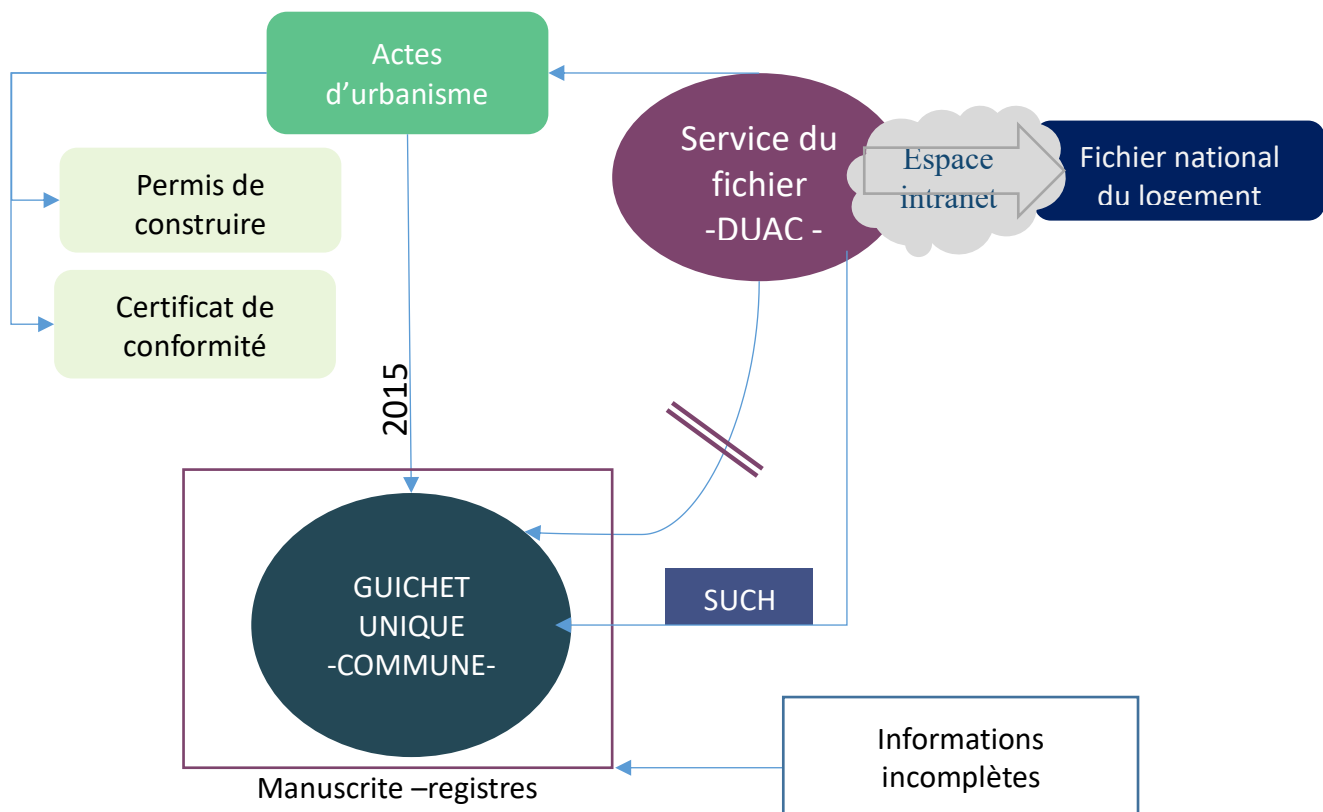 Actes
d'urbanisme
Service du
fichier
-DUAC -
Espace
intranet
Fichier national
du logement
Permis de
construire
Certificat de
conformité
2015
GUICHET
UNIQUE
-COMMUNE-
SUCH
Manuscrite –registres
Informations
incomplètes